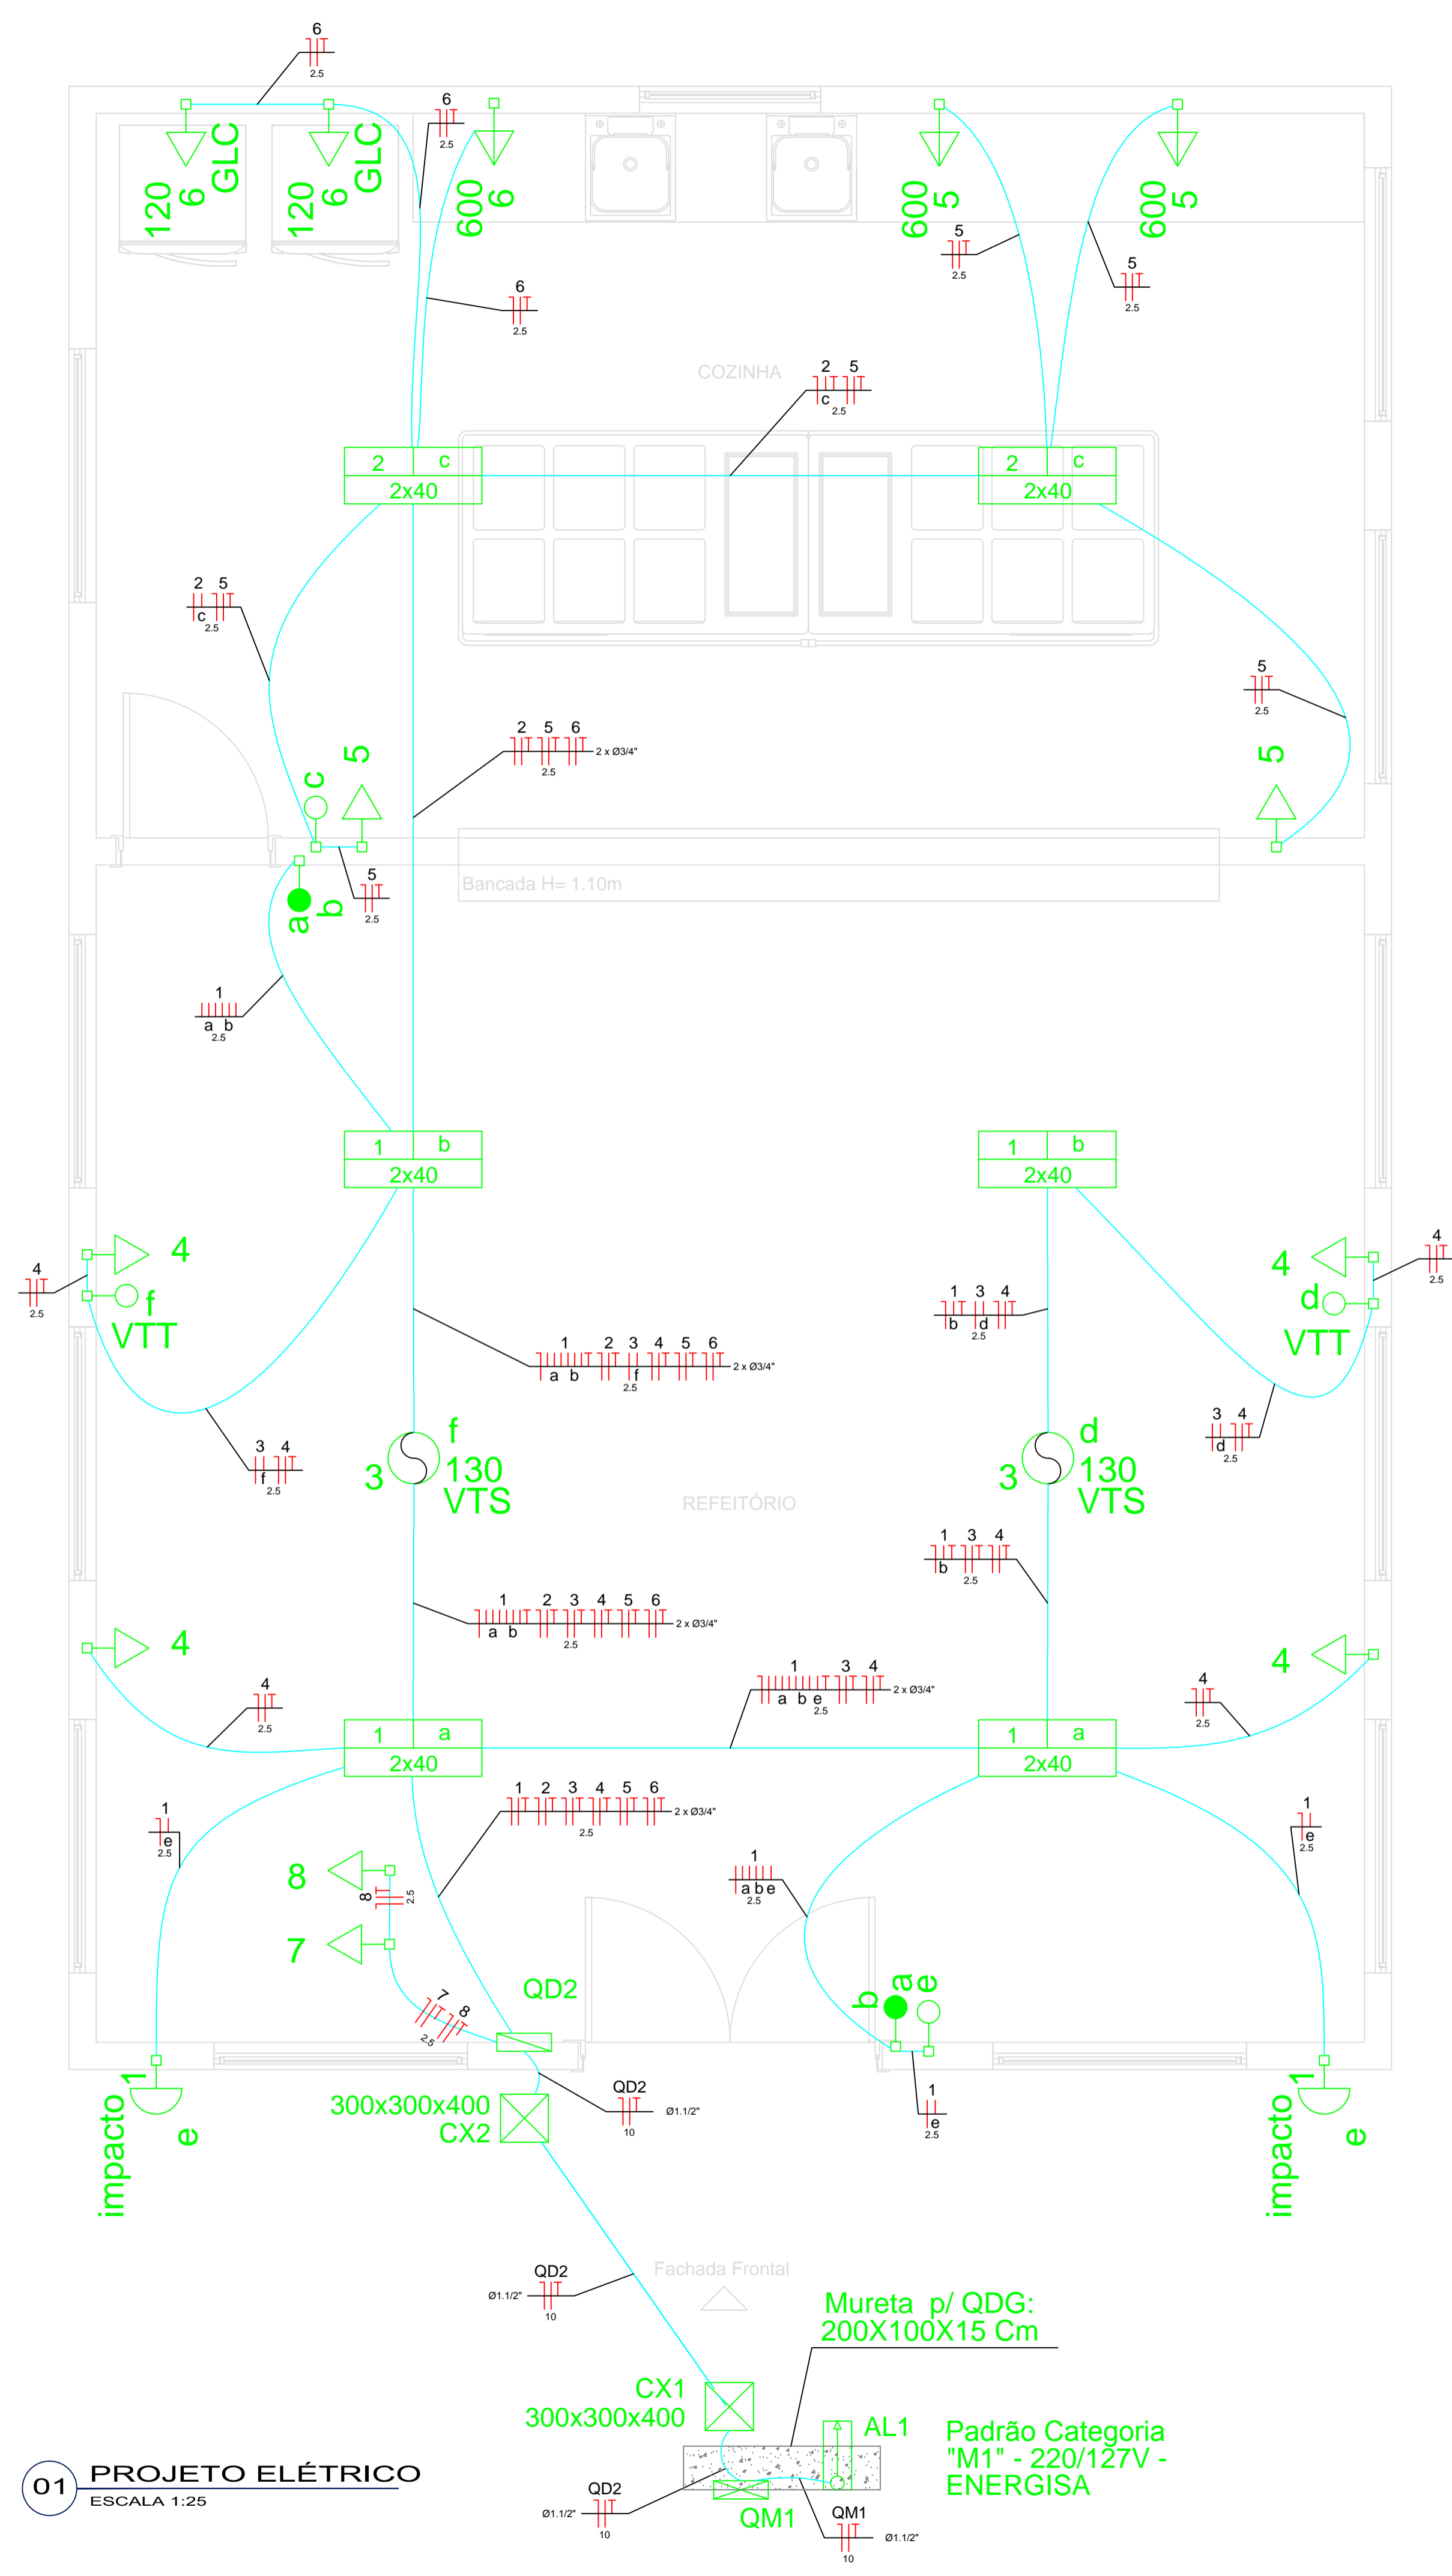 6
2.5
6
2.5
120
6
GLC
120
6
GLC
600
6
600
5
600
5
5
2.5
5
2.5
6
2.5
COZINHA
2 5
c
2.5
2 c
2x40
2 c
2x40
2 5
c
2.5
5
2.5
2 5 6
2.5
2 x Ø3/4"
c
5
5
5
2.5
Bancada H= 1.10m
a
b
1
a b
2.5
1 b
2x40
1 b
2x40
4
2.5
4
f
VTT
4
d
VTT
4
2.5
1 3 4
b d
2.5
1 2 3 4 5 6
a b f
2.5
2 x Ø3/4"
3 4
f
2.5
3 4
d
2.5
f
3 130
VTS
d
3 130
VTS
REFEITÓRIO
1 3 4
b
2.5
1 2 3 4 5 6
a b
2.5
2 x Ø3/4"
4
4
4
2.5
1 3 4
a b e
2.5
2 x Ø3/4"
4
2.5
1 a
2x40
1 a
2x40
1 2 3 4 5 6
2.5
2 x Ø3/4"
1
e
2.5
1
e
2.5
8
8
2.5
7
7 8
2.5
1
a b e
2.5
QD2
b
a
e
1
e
2.5
300x300x400
CX2
QD2
10
Ø1.1/2"
impacto
1
e
impacto
1
e
QD2
Ø1.1/2"
10
Fachada Frontal
Mureta p/ QDG:
200X100X15 Cm
CX1
300x300x400
AL1
Padrão Categoria
"M1" - 220/127V -
ENERGISA
QD2
Ø1.1/2"
10
QM1
QM1
Ø1.1/2"
10
01 PROJETO ELÉTRICO
ESCALA 1:25